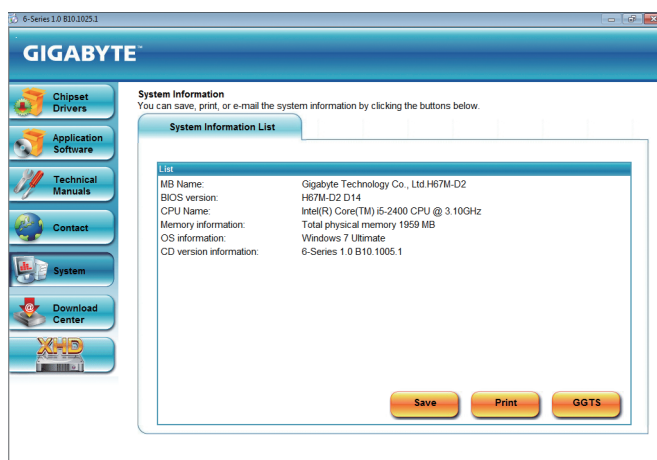 6-Series 1.0 B10.1025.1
GIGABYTE™
Chipset
Drivers
Application
Software
Technical
Manuals
Contact
System
Download
Center
XHD
System Information
You can save, print, or e-mail the system information by clicking the buttons below.
System Information List
List
MB Name: Gigabyte Technology Co., Ltd.H67M-D2
BIOS version: H67M-D2 D14
CPU Name: Intel(R) Core(TM) i5-2400 CPU @ 3.10GHz
Memory information: Total physical memory 1959 MB
OS information: Windows 7 Ultimate
CD version information: 6-Series 1.0 B10.1005.1
Save Print GGTS